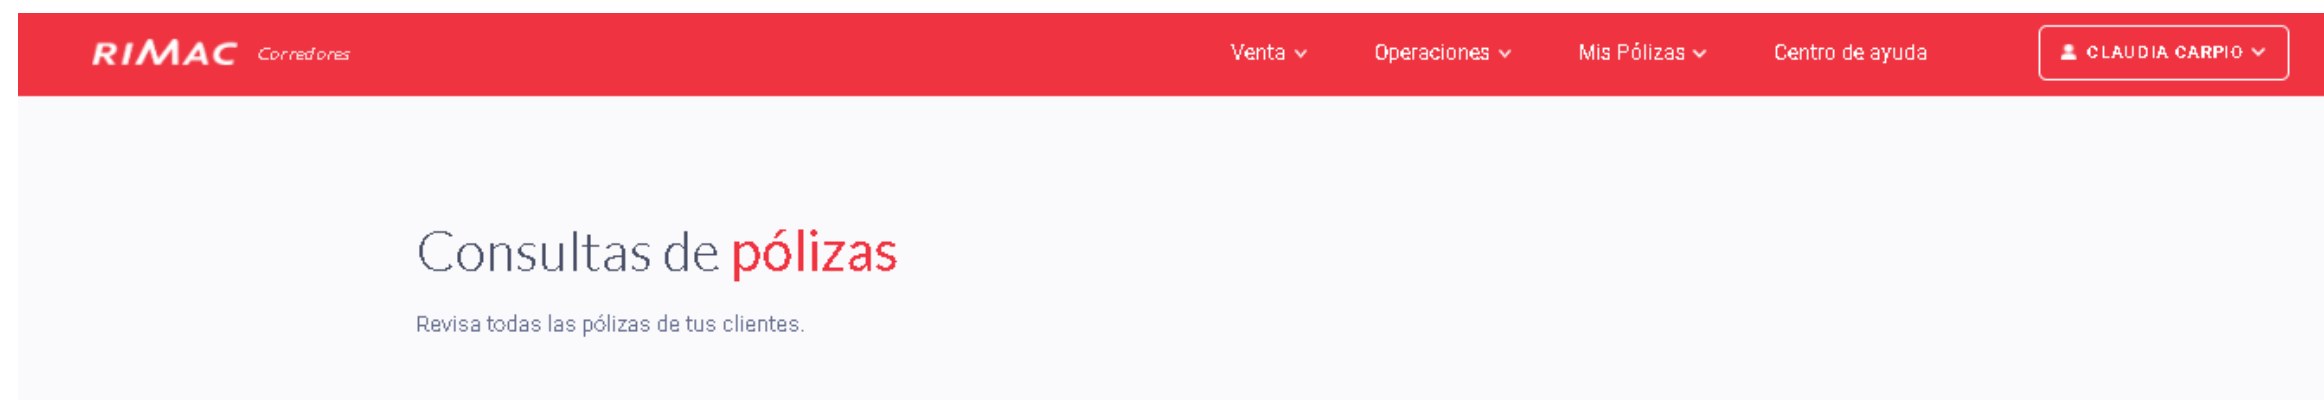 RIMAC Corredores Venta Operaciones Mis Pólizas Centro de ayuda CLAUDIA CARPIO
Consultas de pólizas
Revisa todas las pólizas de tus clientes.